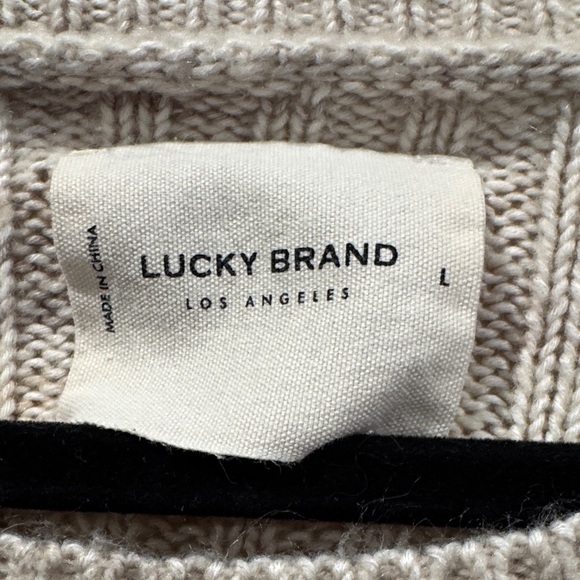 MADE IN CHINA
LUCKY BRAND
LOS ANGELES
L